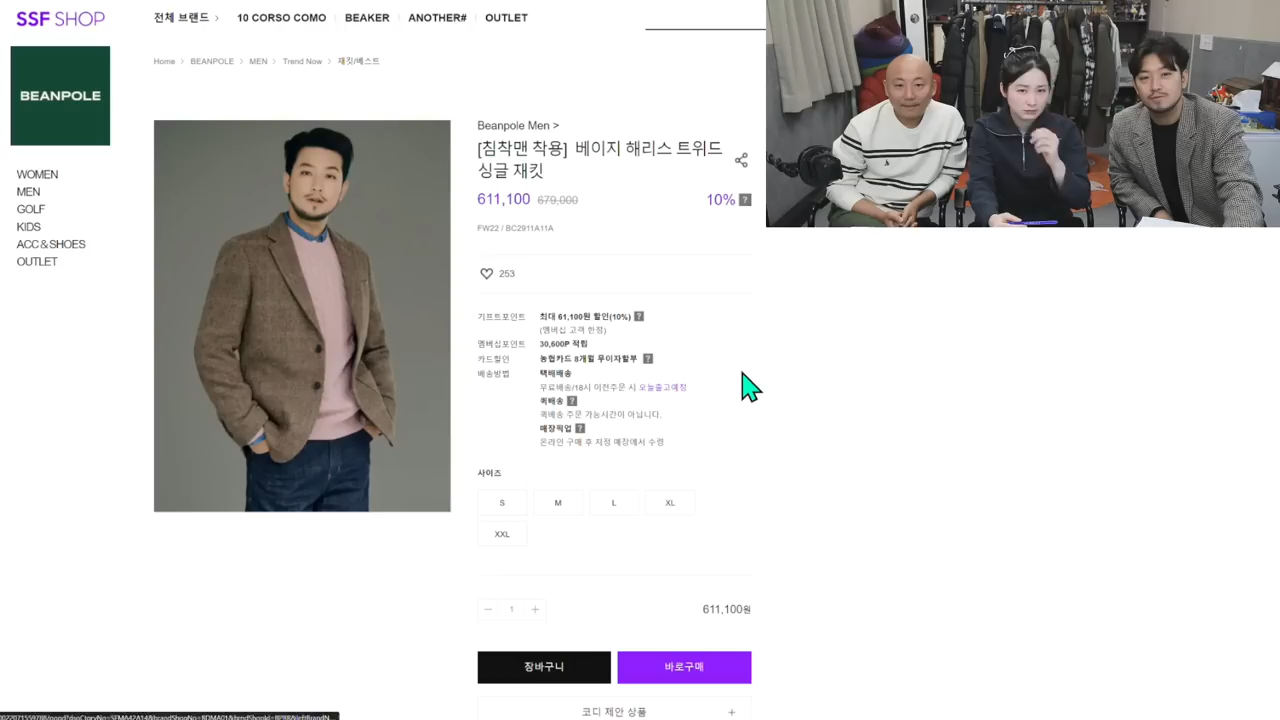 SSF SHOP
전체 브랜드 >
10 CORSO COMO
BEAKER
ANOTHER#
OUTLET
BEANPOLE
WOMEN
MEN
GOLF
KIDS
ACC & SHOES
OUTLET
Home > BEANPOLE > MEN > Trend Now > 재킷/베스트
Beanpole Men >
[침착맨 착용] 베이지 해리스 트위드
싱글 재킷
611,100 679,000 10% ?
FW22 / BC2911A11A
253
기프트포인트 최대 61,100원 할인(10%) ?
(멤버십 고객 한정)
멤버십포인트 30,600P 적립
카드할인 농협카드 8개월 무이자할부 ?
배송방법 택배배송
무료배송/18시 이전주문 시 오늘출고예정
퀵배송 ?
퀵배송 주문 가능시간이 아닙니다.
매장픽업 ?
온라인 구매 후 지정 매장에서 수령
사이즈
S M L XL
XXL
− 1 + 611,100원
장바구니 바로구매
코디 제안 상품 +